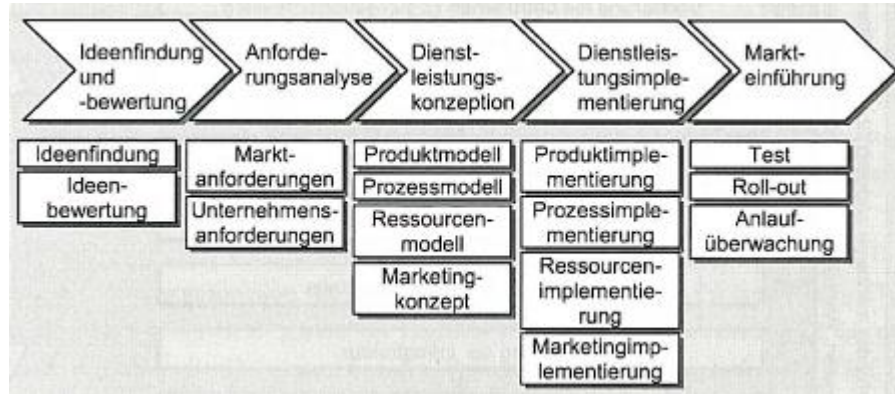 Ideenfindung
und
-bewertung
Anforde-
rungsanalyse
Dienst-
leistungs-
konzeption
Dienstleis-
tungsimple-
mentierung
Markt-
einführung
Ideenfindung
Ideen-
bewertung
Markt-
anforderungen
Unternehmens-
anforderungen
Produktmodell
Prozessmodell
Ressourcen-
modell
Marketing-
konzept
Produktimple-
mentierung
Prozessimple-
mentierung
Ressourcen-
implementie-
rung
Marketingimp-
lementierung
Test
Roll-out
Anlauf-
überwachung